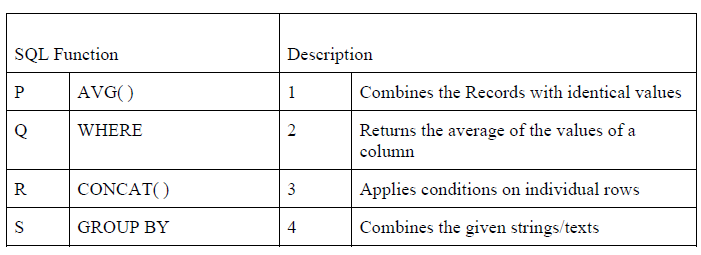 SQL Function Description
P AVG( ) 1 Combines the Records with identical values
Q WHERE 2 Returns the average of the values of a
column
R CONCAT( ) 3 Applies conditions on individual rows
S GROUP BY 4 Combines the given strings/texts